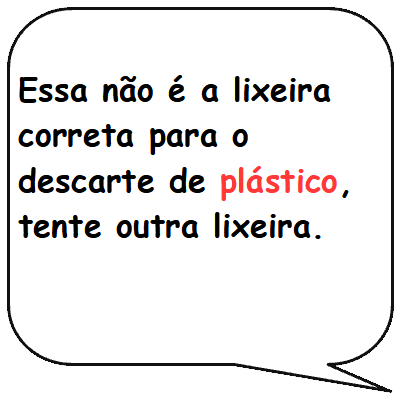 Essa não é a lixeira
correta para o
descarte de plástico,
tente outra lixeira.